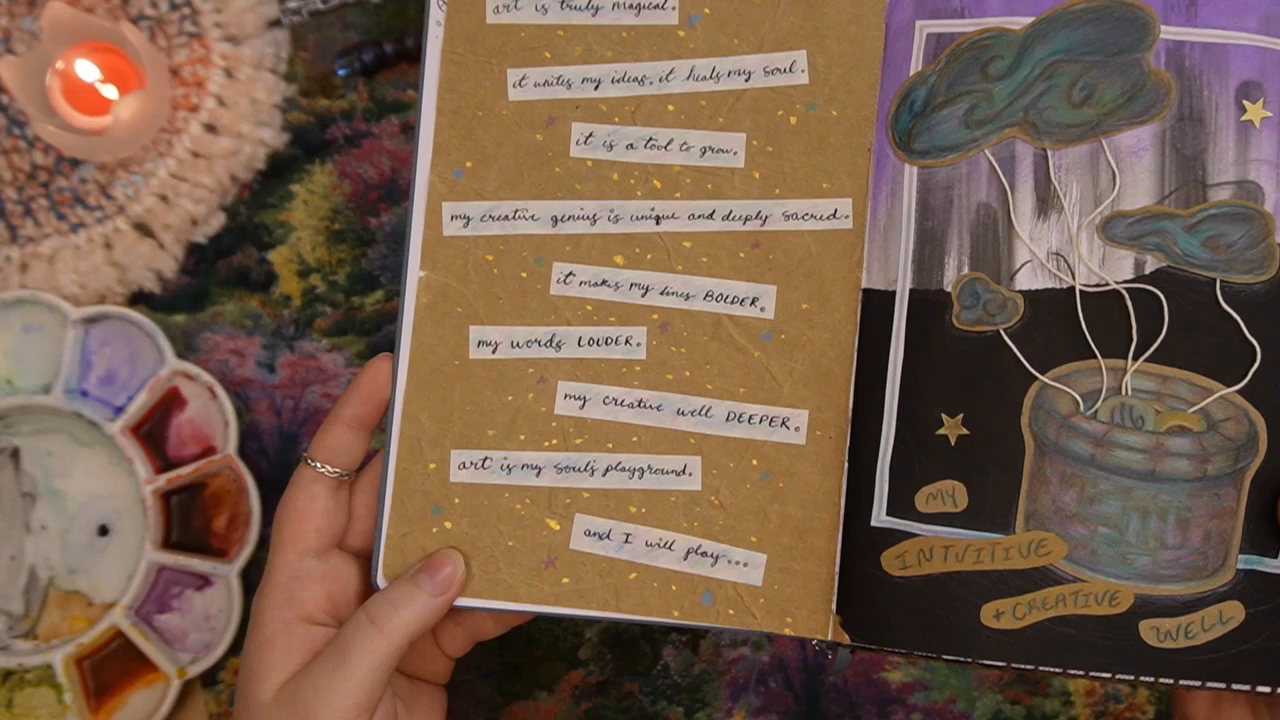 art is truly magical.
it unites my ideas. it heals my soul.
it is a tool to grow.
my creative genius is unique and deeply sacred.
it makes my lines BOLDER.
my words LOUDER.
my creative well DEEPER.
art is my soul's playground.
and I will play...
MY
INTUITIVE
+ CREATIVE
WELL